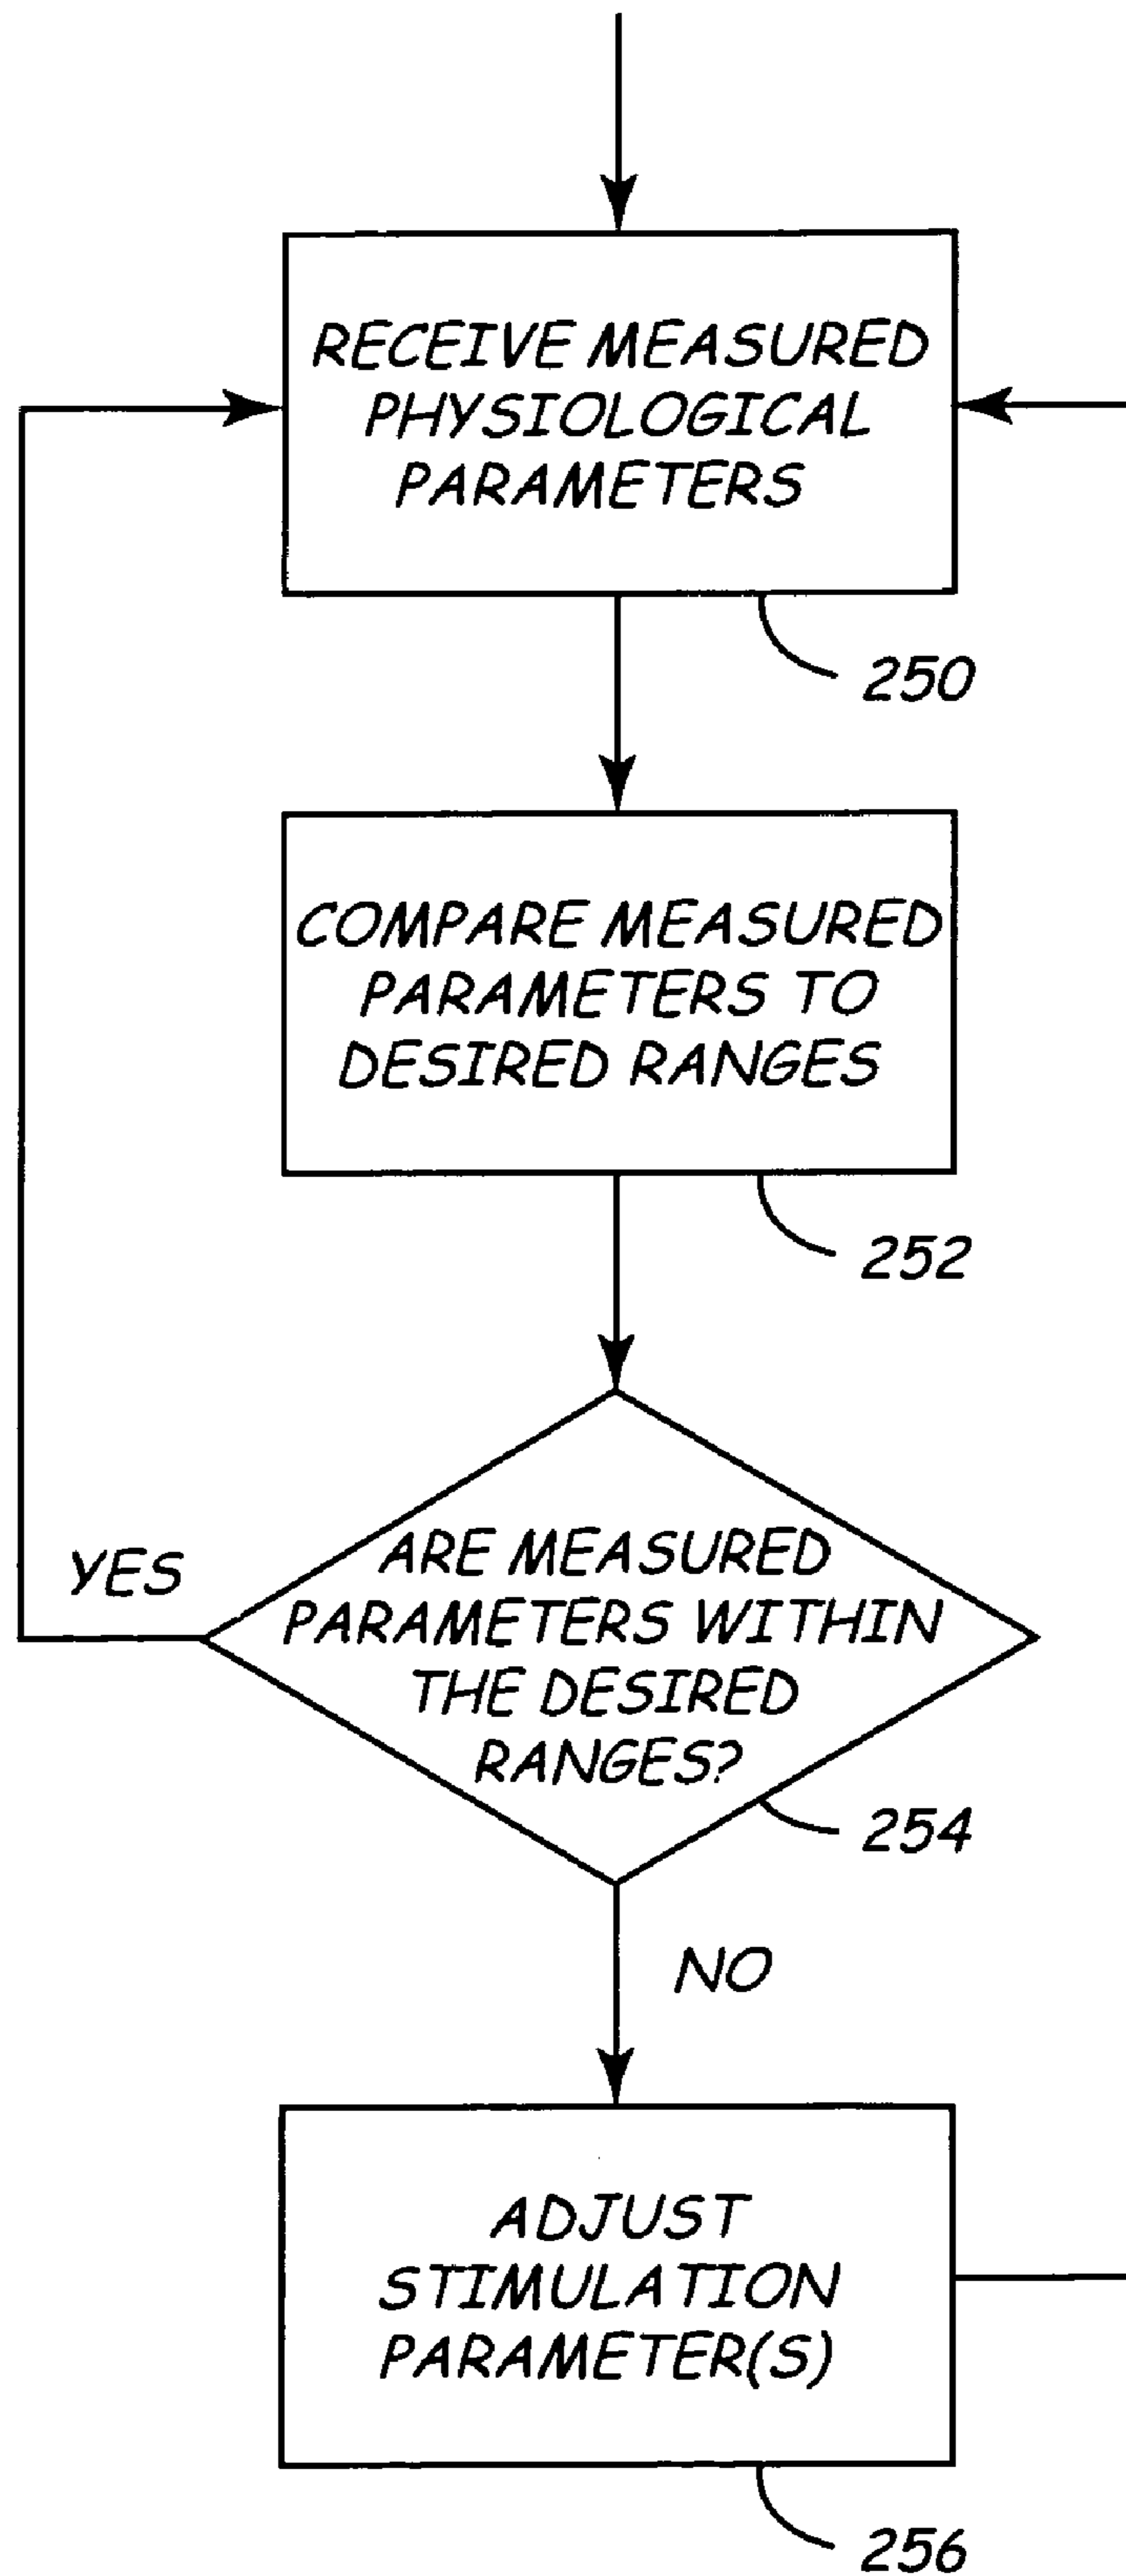 RECEIVE MEASURED
PHYSIOLOGICAL
PARAMETERS
250
COMPARE MEASURED
PARAMETERS TO
DESIRED RANGES
252
YES
ARE MEASURED
PARAMETERS WITHIN
THE DESIRED
RANGES?
254
NO
ADJUST
STIMULATION
PARAMETER(S)
256